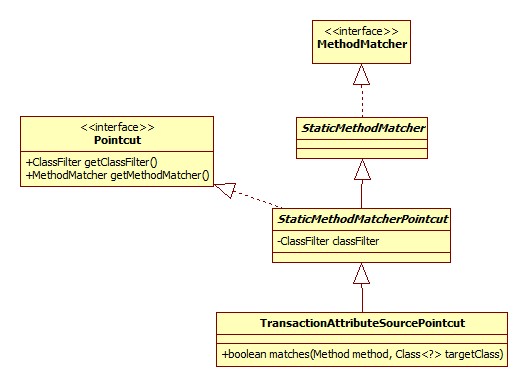 <<interface>>
MethodMatcher
StaticMethodMatcher
<<interface>>
Pointcut
+ClassFilter getClassFilter()
+MethodMatcher getMethodMatcher()
StaticMethodMatcherPointcut
-ClassFilter classFilter
TransactionAttributeSourcePointcut
+boolean matches(Method method, Class<?> targetClass)